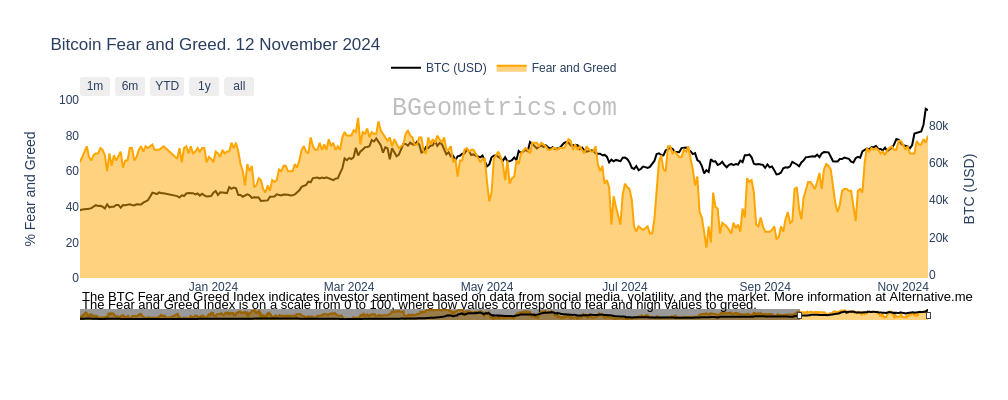 Bitcoin Fear and Greed. 12 November 2024
BTC (USD) Fear and Greed
1m 6m YTD 1y all
BGeometrics.com
100
80
60
40
20
0
% Fear and Greed
80k
60k
40k
20k
0
BTC (USD)
Jan 2024 Mar 2024 May 2024 Jul 2024 Sep 2024 Nov 2024
The BTC Fear and Greed Index indicates investor sentiment based on data from social media, volatility, and the market. More information at Alternative.me
The Fear and Greed Index is on a scale from 0 to 100, where low values correspond to fear and high values to greed.